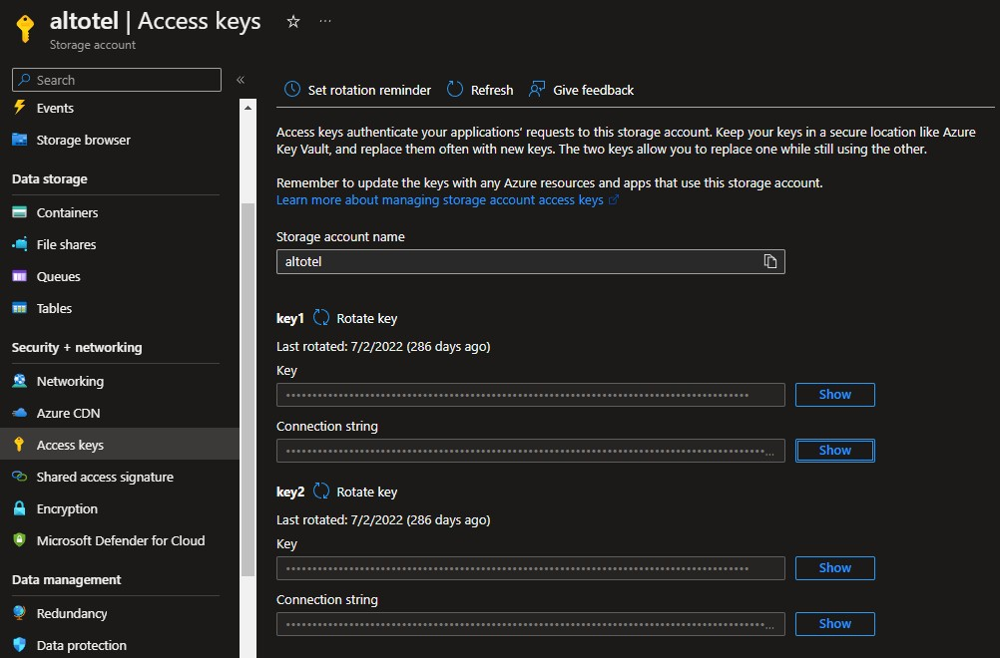 altotel | Access keys
Storage account
Search
Events
Storage browser
Data storage
Containers
File shares
Queues
Tables
Security + networking
Networking
Azure CDN
Access keys
Shared access signature
Encryption
Microsoft Defender for Cloud
Data management
Redundancy
Data protection
Set rotation reminder Refresh Give feedback
Access keys authenticate your applications' requests to this storage account. Keep your keys in a secure location like Azure
Key Vault, and replace them often with new keys. The two keys allow you to replace one while still using the other.
Remember to update the keys with any Azure resources and apps that use this storage account.
Learn more about managing storage account access keys
Storage account name
altotel
key1 Rotate key
Last rotated: 7/2/2022 (286 days ago)
Key
Show
Connection string
Show
key2 Rotate key
Last rotated: 7/2/2022 (286 days ago)
Key
Show
Connection string
Show